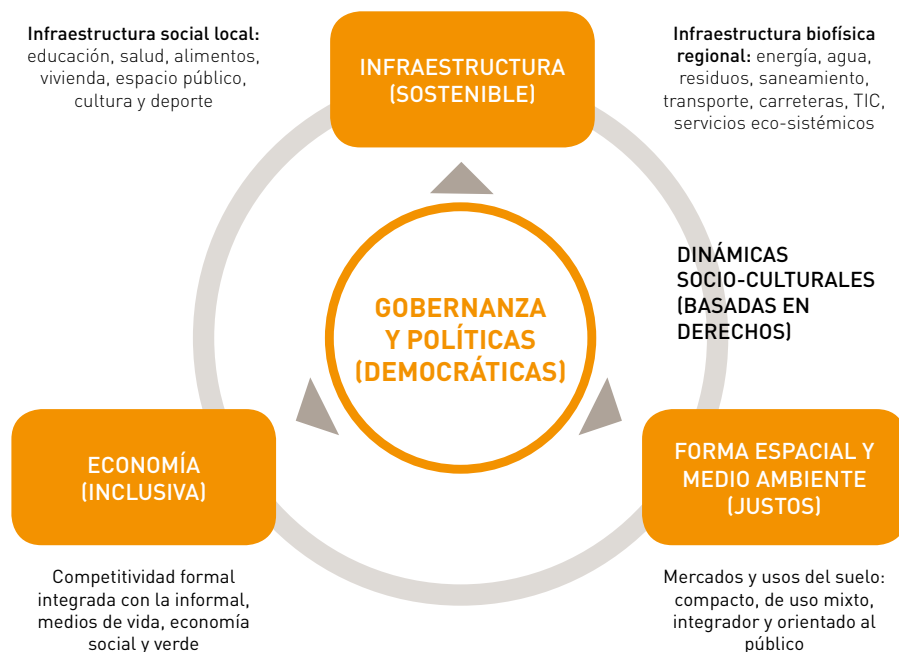 Infraestructura social local:
educación, salud, alimentos,
vivienda, espacio público,
cultura y deporte
INFRAESTRUCTURA
(SOSTENIBLE)
Infraestructura biofísica
regional: energía, agua,
residuos, saneamiento,
transporte, carreteras, TIC,
servicios eco-sistémicos
DINÁMICAS
SOCIO-CULTURALES
(BASADAS EN
DERECHOS)
GOBERNANZA
Y POLÍTICAS
(DEMOCRÁTICAS)
ECONOMÍA
(INCLUSIVA)
FORMA ESPACIAL Y
MEDIO AMBIENTE
(JUSTOS)
Competitividad formal
integrada con la informal,
medios de vida, economía
social y verde
Mercados y usos del suelo:
compacto, de uso mixto,
integrador y orientado al
público